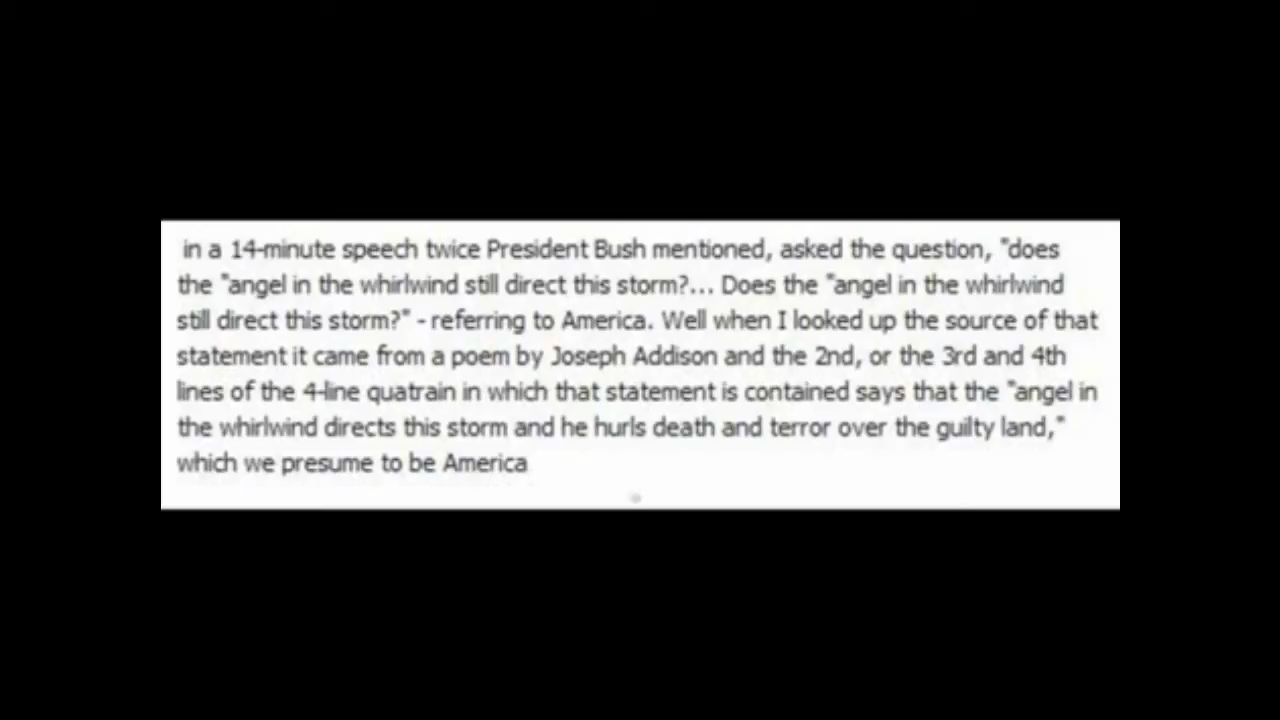 in a 14-minute speech twice President Bush mentioned, asked the question, "does
the "angel in the whirlwind still direct this storm?... Does the "angel in the whirlwind
still direct this storm?" - referring to America. Well when I looked up the source of that
statement it came from a poem by Joseph Addison and the 2nd, or the 3rd and 4th
lines of the 4-line quatrain in which that statement is contained says that the "angel in
the whirlwind directs this storm and he hurls death and terror over the guilty land,"
which we presume to be America